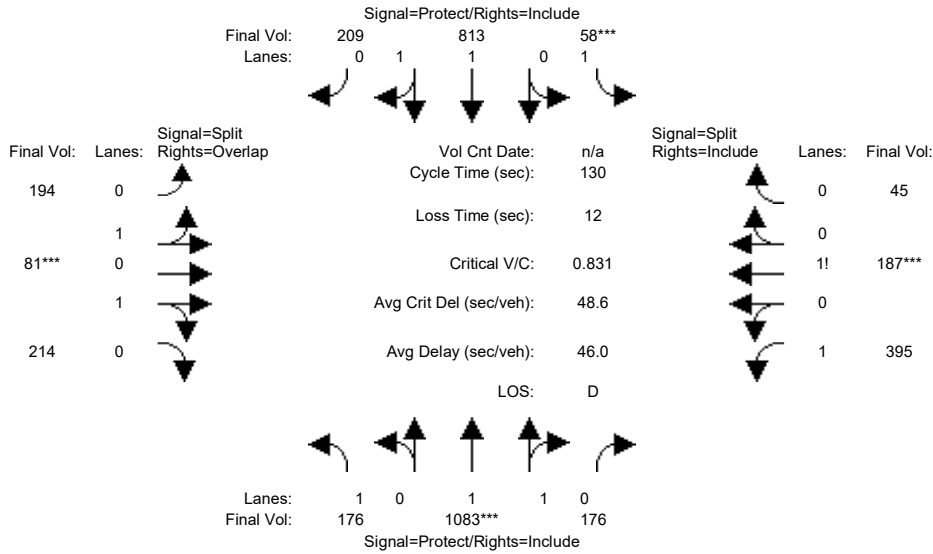 Signal=Protect/Rights=Include
Final Vol: 209 813 58***
Lanes: 0 1 1 0 1
Signal=Split
Final Vol: Lanes: Rights=Overlap
Vol Cnt Date: n/a
Signal=Split
Rights=Include Lanes: Final Vol:
Cycle Time (sec): 130
194 0
0 45
Loss Time (sec): 12
1
0
81*** 0
Critical V/C: 0.831
1! 187***
1
Avg Crit Del (sec/veh): 48.6
0
214 0
Avg Delay (sec/veh): 46.0
1 395
LOS: D
Lanes: 1 0 1 1 0
Final Vol: 176 1083*** 176
Signal=Protect/Rights=Include